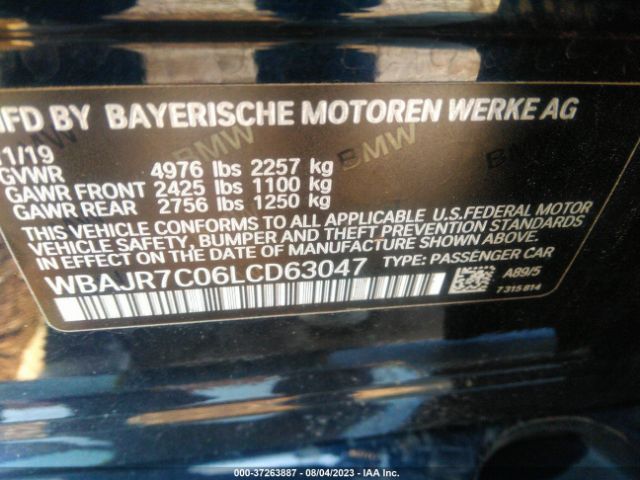 MFD BY BAYERISCHE MOTOREN WERKE AG
11/19
GVWR 4976 lbs 2257 kg
GAWR FRONT 2425 lbs 1100 kg
GAWR REAR 2756 lbs 1250 kg
THIS VEHICLE CONFORMS TO ALL APPLICABLE U.S.FEDERAL MOTOR
VEHICLE SAFETY, BUMPER AND THEFT PREVENTION STANDARDS
IN EFFECT ON THE DATE OF MANUFACTURE SHOWN ABOVE.
WBAJR7C06LCD63047 TYPE: PASSENGER CAR
A89/5
7 315 814
BMW
BMW
BMW
000-37263887 - 08/04/2023 - IAA Inc.